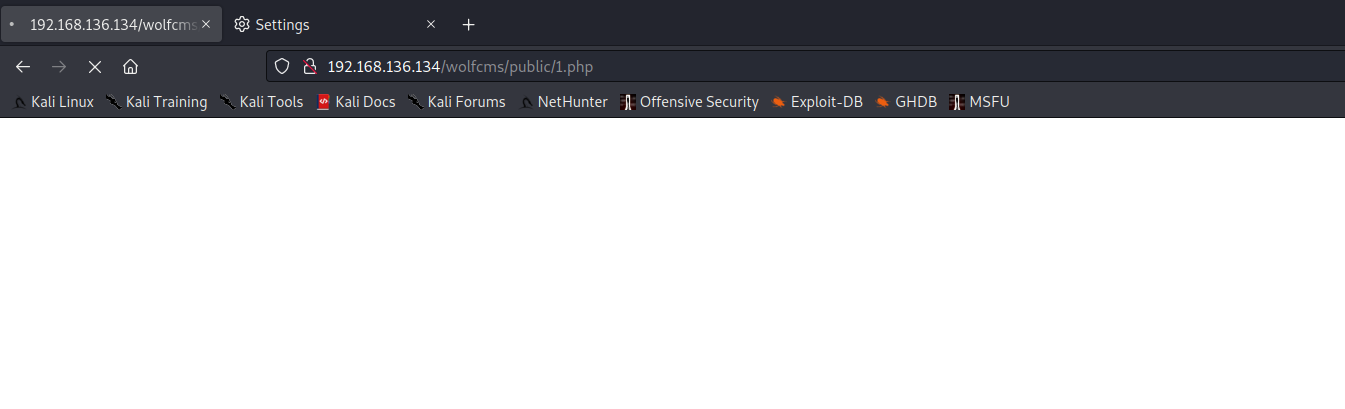 192.168.136.134/wolfcms
Settings
192.168.136.134/wolfcms/public/1.php
Kali Linux Kali Training Kali Tools Kali Docs Kali Forums NetHunter Offensive Security Exploit-DB GHDB MSFU